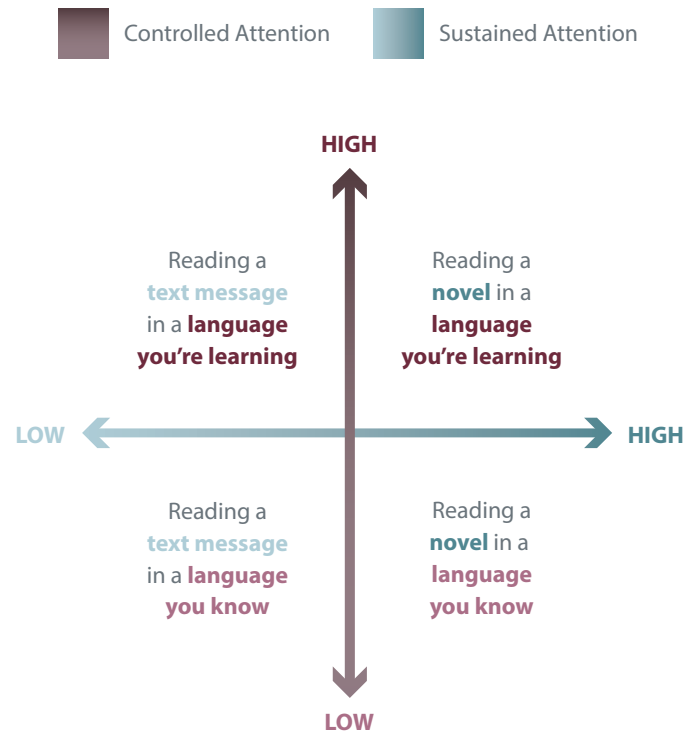 Controlled Attention
Sustained Attention
HIGH
Reading a
text message
in a language
you’re learning
Reading a
novel in a
language
you’re learning
LOW
HIGH
Reading a
text message
in a language
you know
Reading a
novel in a
language
you know
LOW